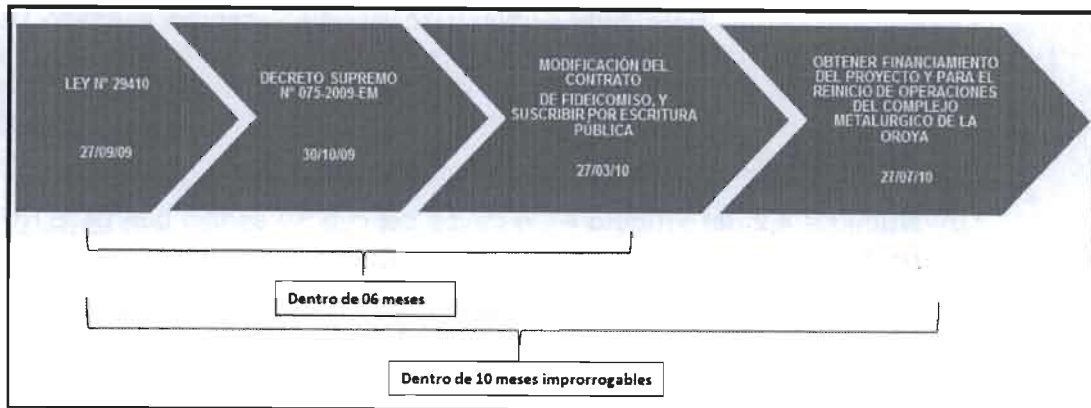 LEY N° 29410
27/09/09
DECRETO SUPREMO
N° 075-2009-EM
30/10/09
MODIFICACIÓN DEL
CONTRATO
DE FIDEICOMISO, Y
SUSCRIBIR POR ESCRITURA
PÚBLICA
27/03/10
OBTENER FINANCIAMIENTO
DEL PROYECTO Y PARA EL
REINICIO DE OPERACIONES
DEL COMPLEJO
METALURGICO DE LA
OROYA
27/07/10
Dentro de 06 meses
Dentro de 10 meses improrrogables